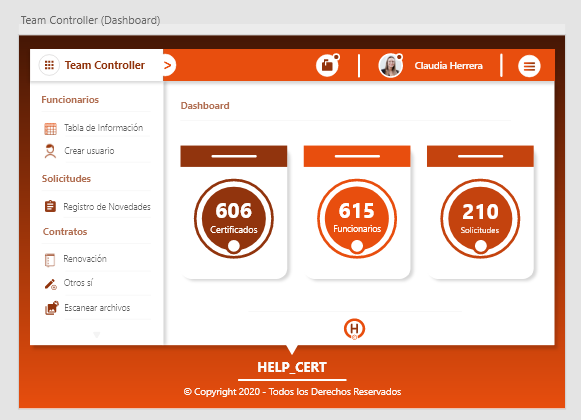 Team Controller (Dashboard)
Team Controller
>
Claudia Herrera
Funcionarios
Tabla de Información
Crear usuario
Solicitudes
Registro de Novedades
Contratos
Renovación
Otros sí
Escanear archivos
Dashboard
606
Certificados
615
Funcionarios
210
Solicitudes
H
HELP_CERT
© Copyright 2020 - Todos los Derechos Reservados